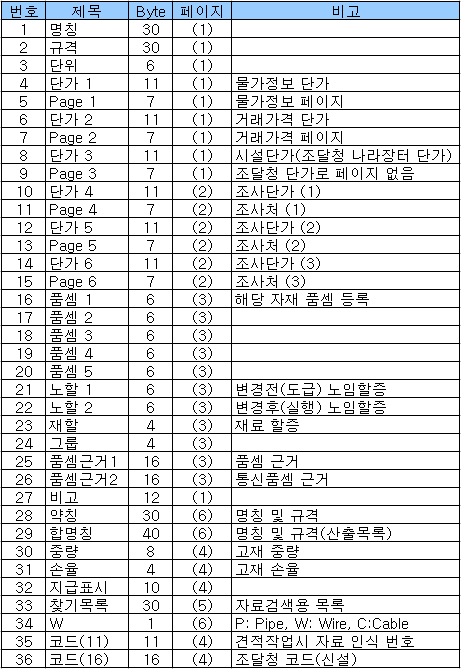 번호 제목 Byte 페이지 비고
1 명칭 30 (1)
2 규격 30 (1)
3 단위 6 (1)
4 단가 1 11 (1) 물가정보 단가
5 Page 1 7 (1) 물가정보 페이지
6 단가 2 11 (1) 거래가격 단가
7 Page 2 7 (1) 거래가격 페이지
8 단가 3 11 (1) 시설단가(조달청 나라장터 단가)
9 Page 3 7 (1) 조달청 단가로 페이지 없음
10 단가 4 11 (2) 조사단가 (1)
11 Page 4 7 (2) 조사처 (1)
12 단가 5 11 (2) 조사단가 (2)
13 Page 5 7 (2) 조사처 (2)
14 단가 6 11 (2) 조사단가 (3)
15 Page 6 7 (2) 조사처 (3)
16 품셈 1 6 (3) 해당 자재 품셈 등록
17 품셈 2 6 (3)
18 품셈 3 6 (3)
19 품셈 4 6 (3)
20 품셈 5 6 (3)
21 노할 1 6 (3) 변경전(도급) 노임할증
22 노할 2 6 (3) 변경후(실행) 노임할증
23 재할 4 (3) 재료 할증
24 그룹 4 (3)
25 품셈근거1 16 (3) 품셈 근거
26 품셈근거2 16 (3) 통신품셈 근거
27 비고 12 (1)
28 약칭 30 (6) 명칭 및 규격
29 합명칭 40 (6) 명칭 및 규격(산출목록)
30 중량 8 (4) 고재 중량
31 손율 4 (4) 고재 손율
32 지급표시 10 (4)
33 찾기목록 30 (5) 자료검색용 목록
34 W 1 (6) P: Pipe, W: Wire, C:Cable
35 코드(11) 11 (4) 견적작업시 자료 인식 번호
36 코드(16) 16 (4) 조달청 코드(신설)